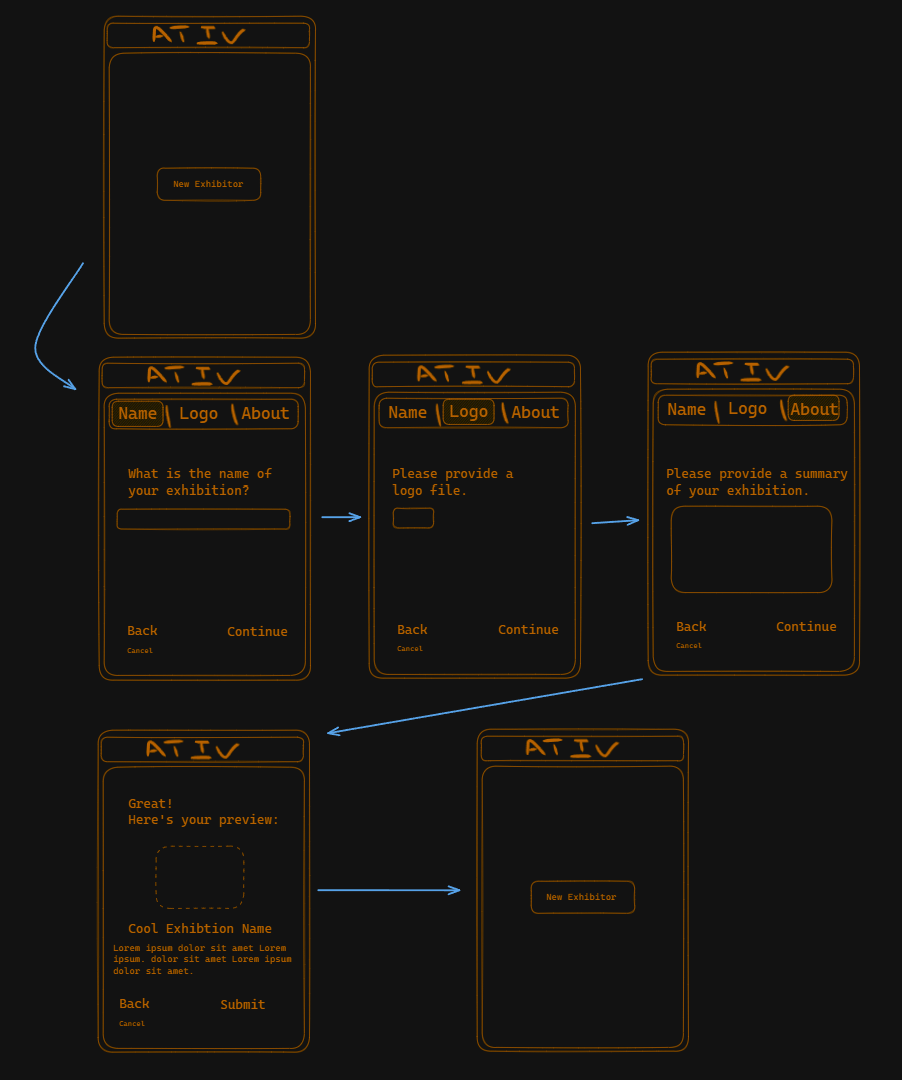 ATIV
New Exhibitor
ATIV
Name | Logo | About
What is the name of
your exhibition?
Back Continue
Cancel
ATIV
Name | Logo | About
Please provide a
logo file.
Back Continue
Cancel
ATIV
Name | Logo | About
Please provide a summary
of your exhibition.
Back Continue
Cancel
ATIV
Great!
Here's your preview:
Cool Exhibtion Name
Lorem ipsum dolor sit amet Lorem
ipsum. dolor sit amet Lorem ipsum
dolor sit amet.
Back Submit
Cancel
ATIV
New Exhibitor